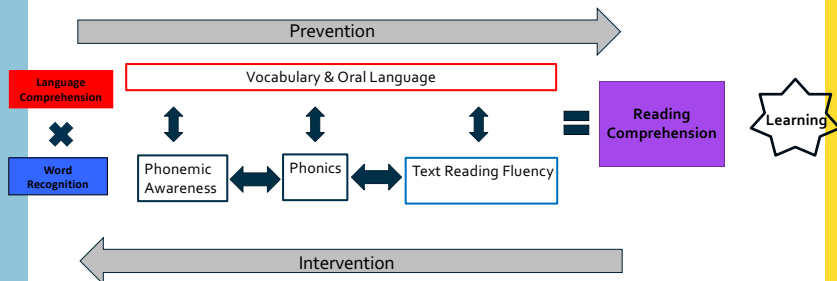 Prevention
Language
Comprehension
Vocabulary & Oral Language
Reading
Comprehension
Learning
Word
Recognition
Phonemic
Awareness
Phonics
Text Reading Fluency
Intervention